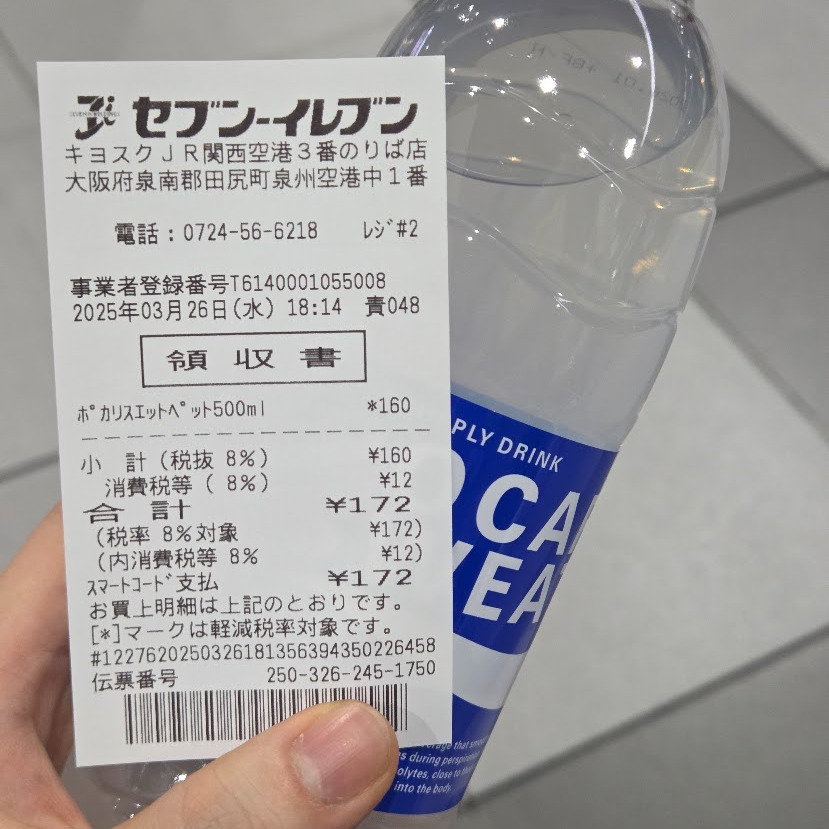 セブン-イレブン
キヨスクJR関西空港3番のりば店
大阪府泉南郡田尻町泉州空港中1番
電話:0724-56-6218 レジ#2
事業者登録番号T6140001055008
2025年03月26日(水) 18:14 責048
領収書
ポカリスエットペット500ml *160
小 計(税抜 8%) ¥160
消費税等( 8%) ¥12
合 計 ¥172
(税率 8%対象 ¥172)
(内消費税等 8% ¥12)
スマートコード支払 ¥172
お買上明細は上記のとおりです。
[*]マークは軽減税率対象です。
#122762025032618135639435022645​8
伝票番号 250-326-245-1750
PLY DRINK
OCA
WEA
into the body.